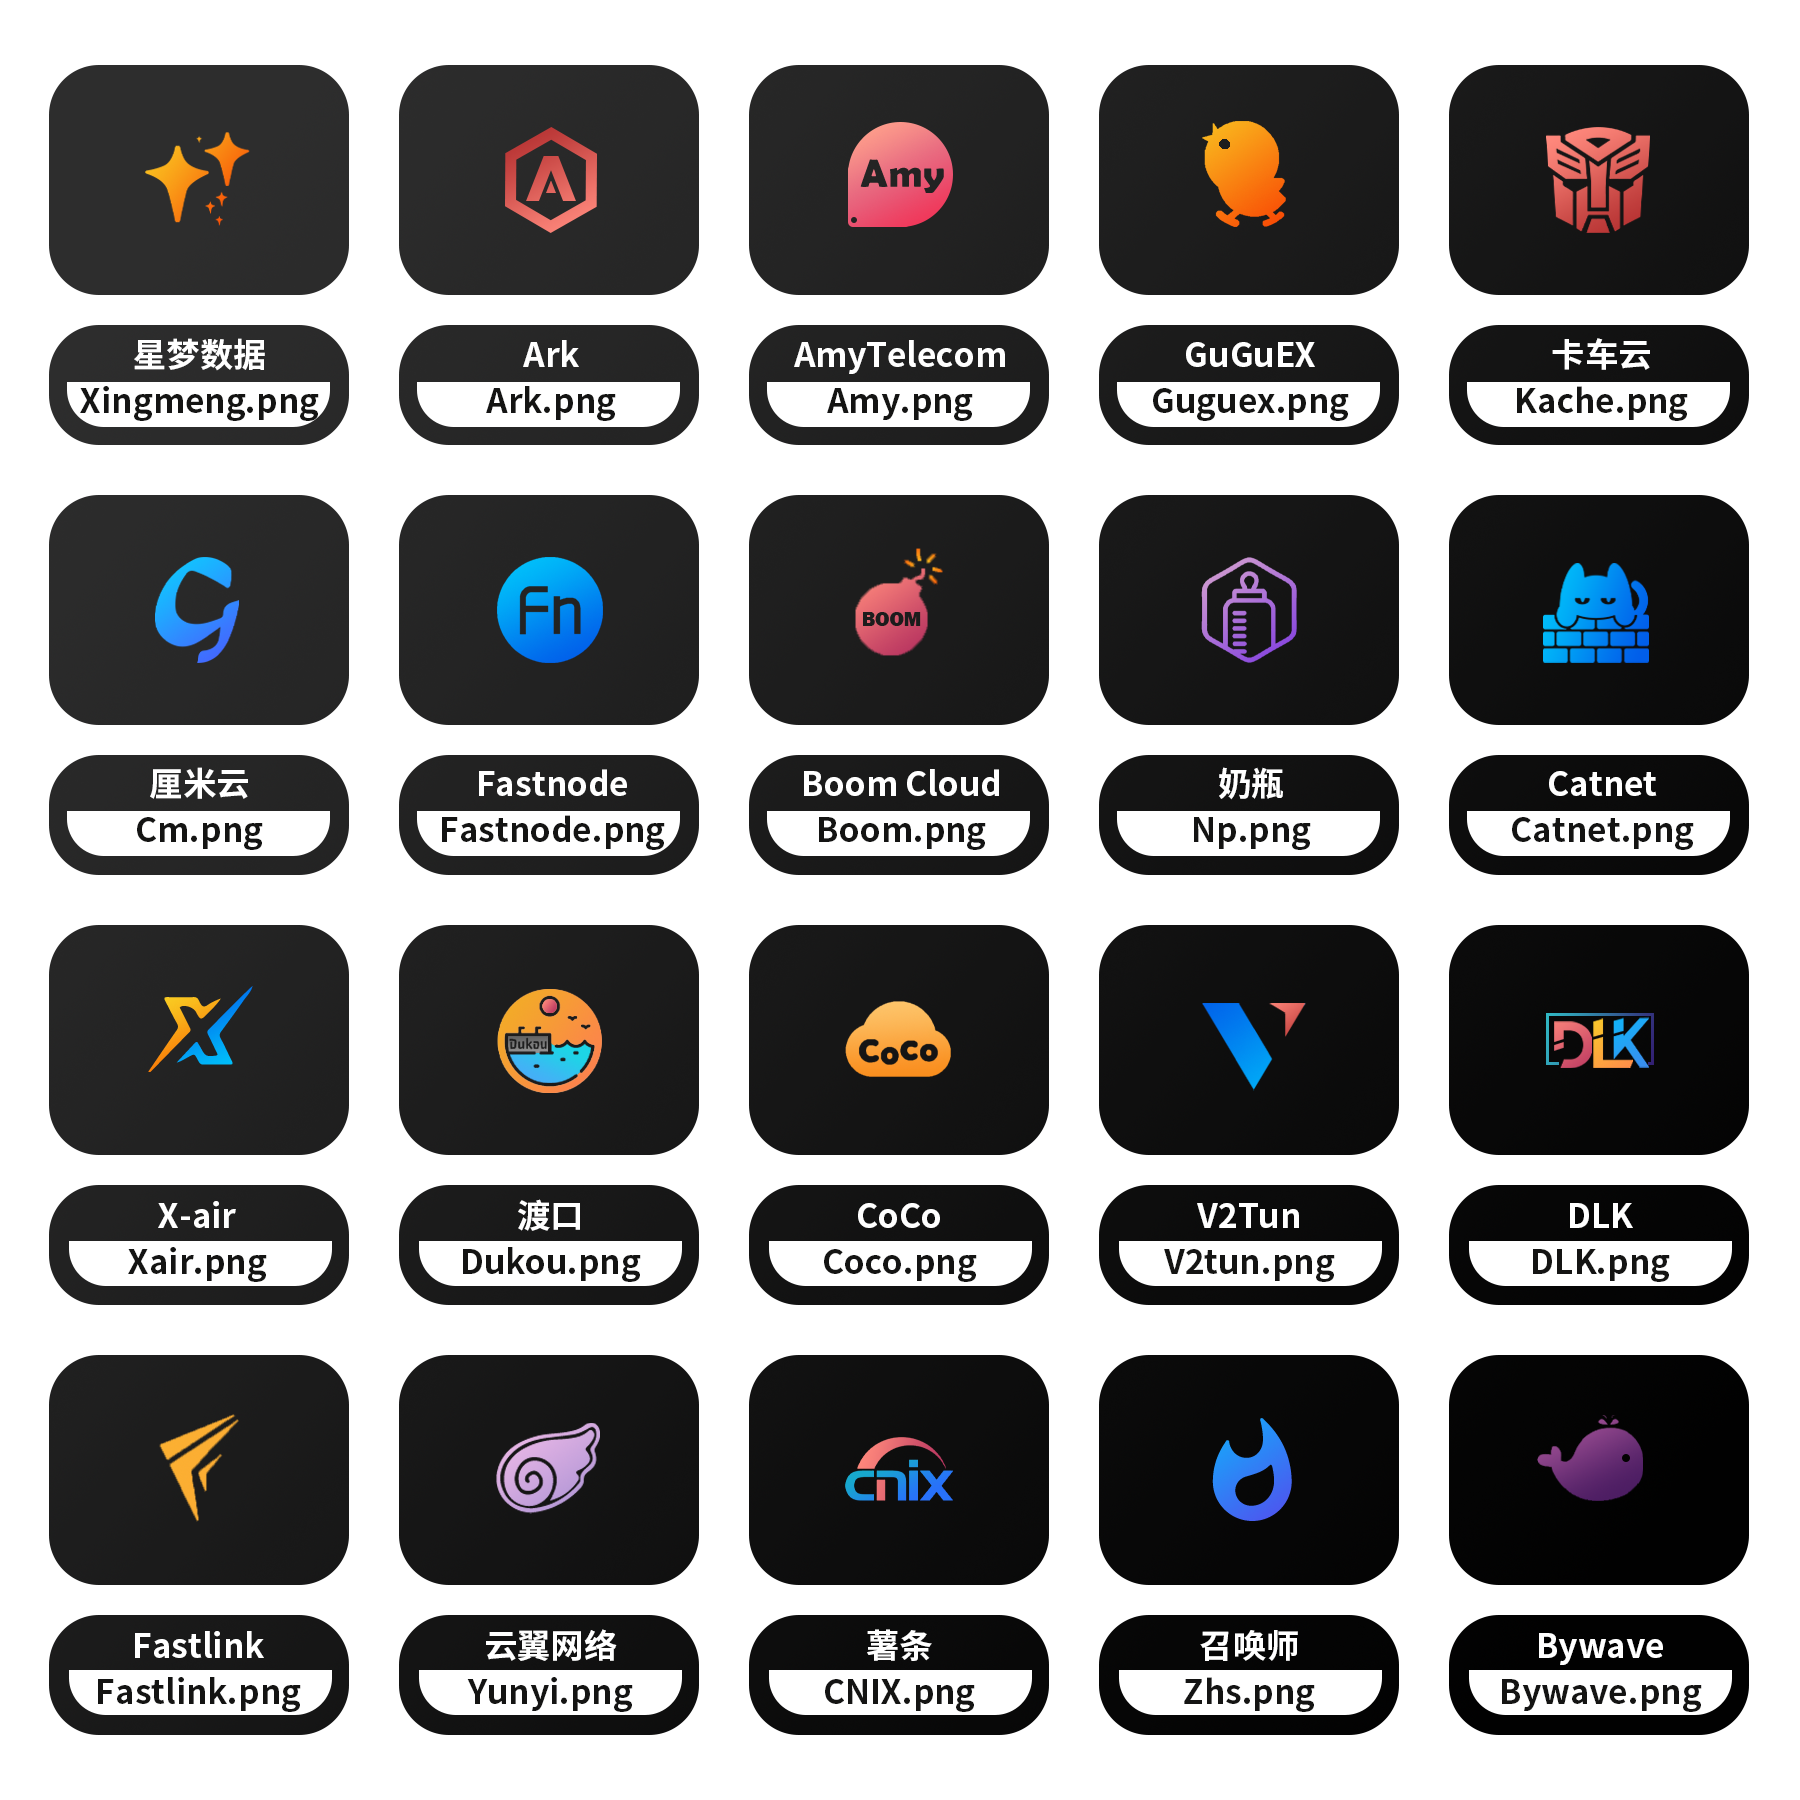 Amy
星梦数据
Xingmeng.png
Ark
Ark.png
AmyTelecom
Amy.png
GuGuEX
Guguex.png
卡车云
Kache.png
Fn
BOOM
厘米云
Cm.png
Fastnode
Fastnode.png
Boom Cloud
Boom.png
奶瓶
Np.png
Catnet
Catnet.png
Dukou
CoCo
DLK
X-air
Xair.png
渡口
Dukou.png
CoCo
Coco.png
V2Tun
V2tun.png
DLK
DLK.png
cnix
Fastlink
Fastlink.png
云翼网络
Yunyi.png
薯条
CNIX.png
召唤师
Zhs.png
Bywave
Bywave.png